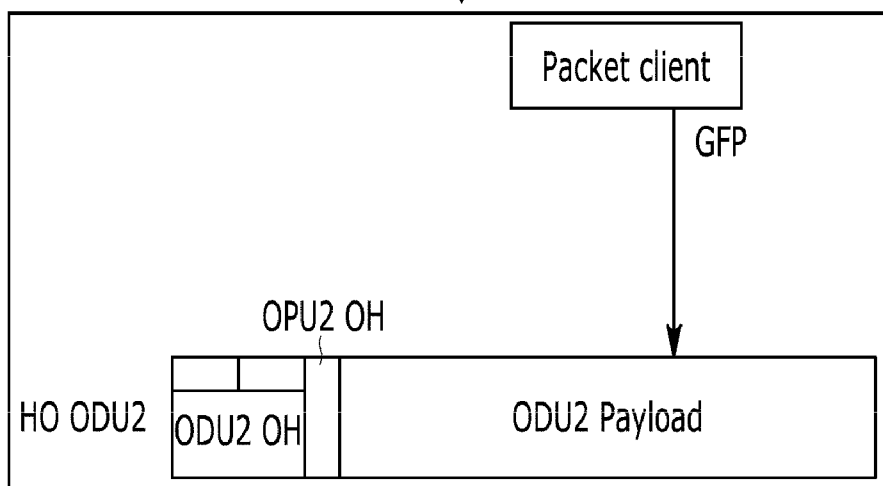 Packet client
GFP
OPU2 OH
HO ODU2
ODU2 OH
ODU2 Payload